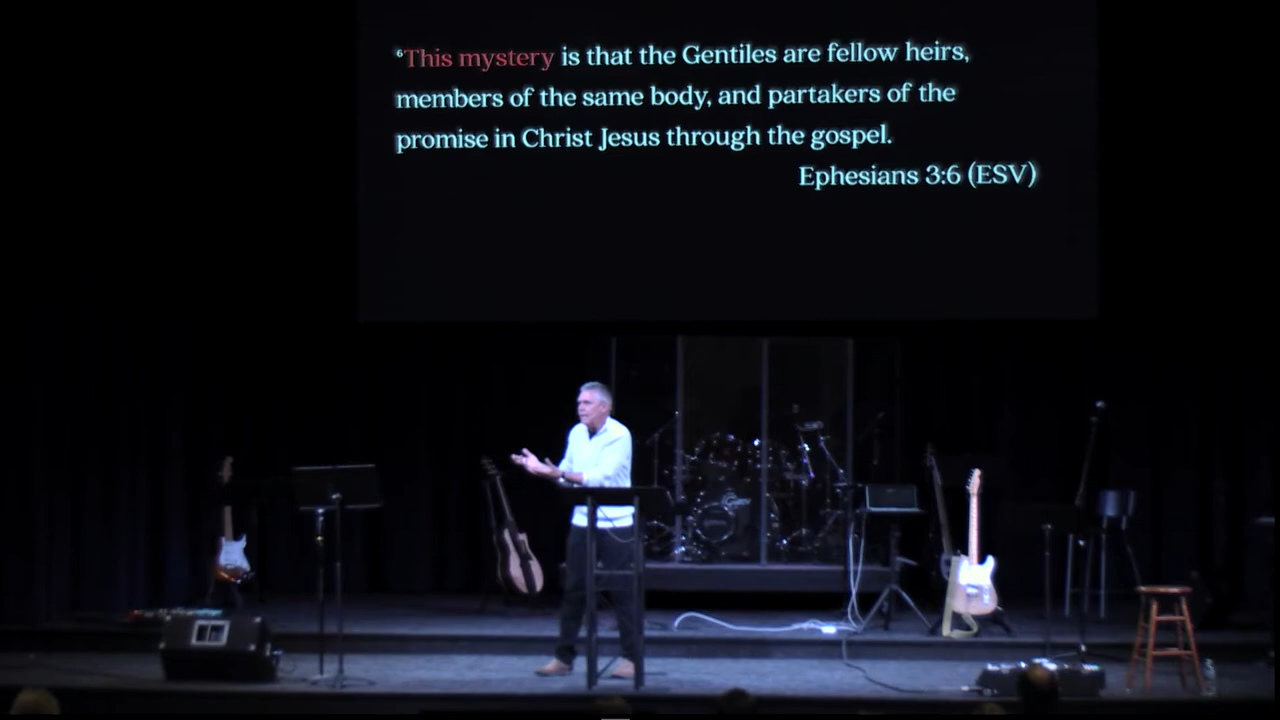 ⁶This mystery is that the Gentiles are fellow heirs,
members of the same body, and partakers of the
promise in Christ Jesus through the gospel.
Ephesians 3:6 (ESV)